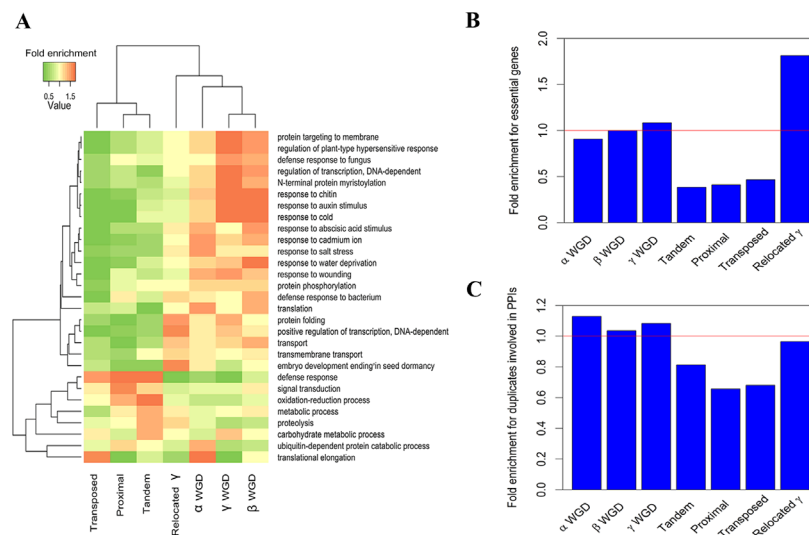 A
Fold enrichment
0.5 1.5
Value
protein targeting to membrane
regulation of plant-type hypersensitive response
defense response to fungus
regulation of transcription, DNA-dependent
N-terminal protein myristoylation
response to chitin
response to auxin stimulus
response to cold
response to abscisic acid stimulus
response to cadmium ion
response to salt stress
response to water deprivation
response to wounding
protein phosphorylation
defense response to bacterium
translation
protein folding
positive regulation of transcription, DNA-dependent
transport
transmembrane transport
embryo development ending in seed dormancy
defense response
signal transduction
oxidation-reduction process
metabolic process
proteolysis
carbohydrate metabolic process
ubiquitin-dependent protein catabolic process
translational elongation
Transposed
Proximal
Tandem
Relocated γ
α WGD
γ WGD
β WGD
B
Fold enrichment for essential genes
2.0
1.5
1.0
0.5
0.0
α WGD
β WGD
γ WGD
Tandem
Proximal
Transposed
Relocated γ
C
Fold enrichment for duplicates involved in PPIs
1.2
1.0
0.8
0.6
0.4
0.2
0.0
α WGD
β WGD
γ WGD
Tandem
Proximal
Transposed
Relocated γ